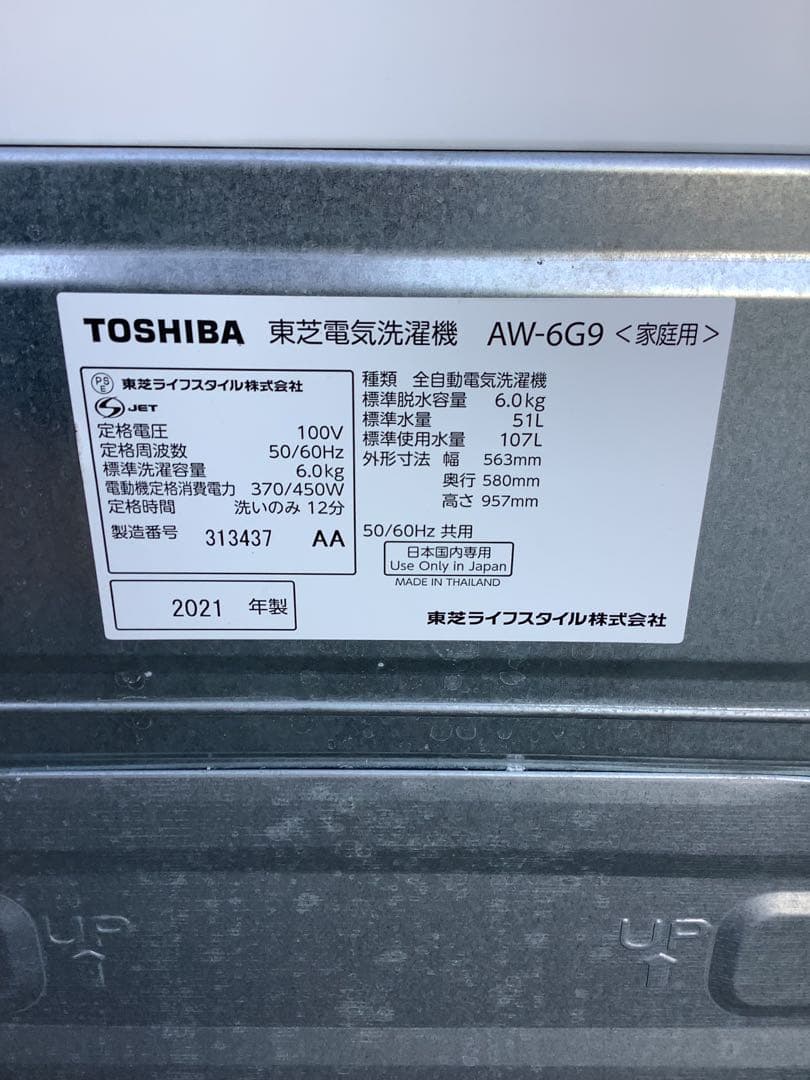 TOSHIBA 東芝電気洗濯機 AW-6G9 <家庭用>
PS E 東芝ライフスタイル株式会社
S JET
定格電圧 100V
定格周波数 50/60Hz
標準洗濯容量 6.0kg
電動機定格消費電力 370/450W
定格時間 洗いのみ 12分
製造番号 313437 AA
2021 年製
種類 全自動電気洗濯機
標準脱水容量 6.0kg
標準水量 51L
標準使用水量 107L
外形寸法 幅 563mm
奥行 580mm
高さ 957mm
50/60Hz 共用
日本国内専用
Use Only in Japan
MADE IN THAILAND
東芝ライフスタイル株式会社
UP
UP